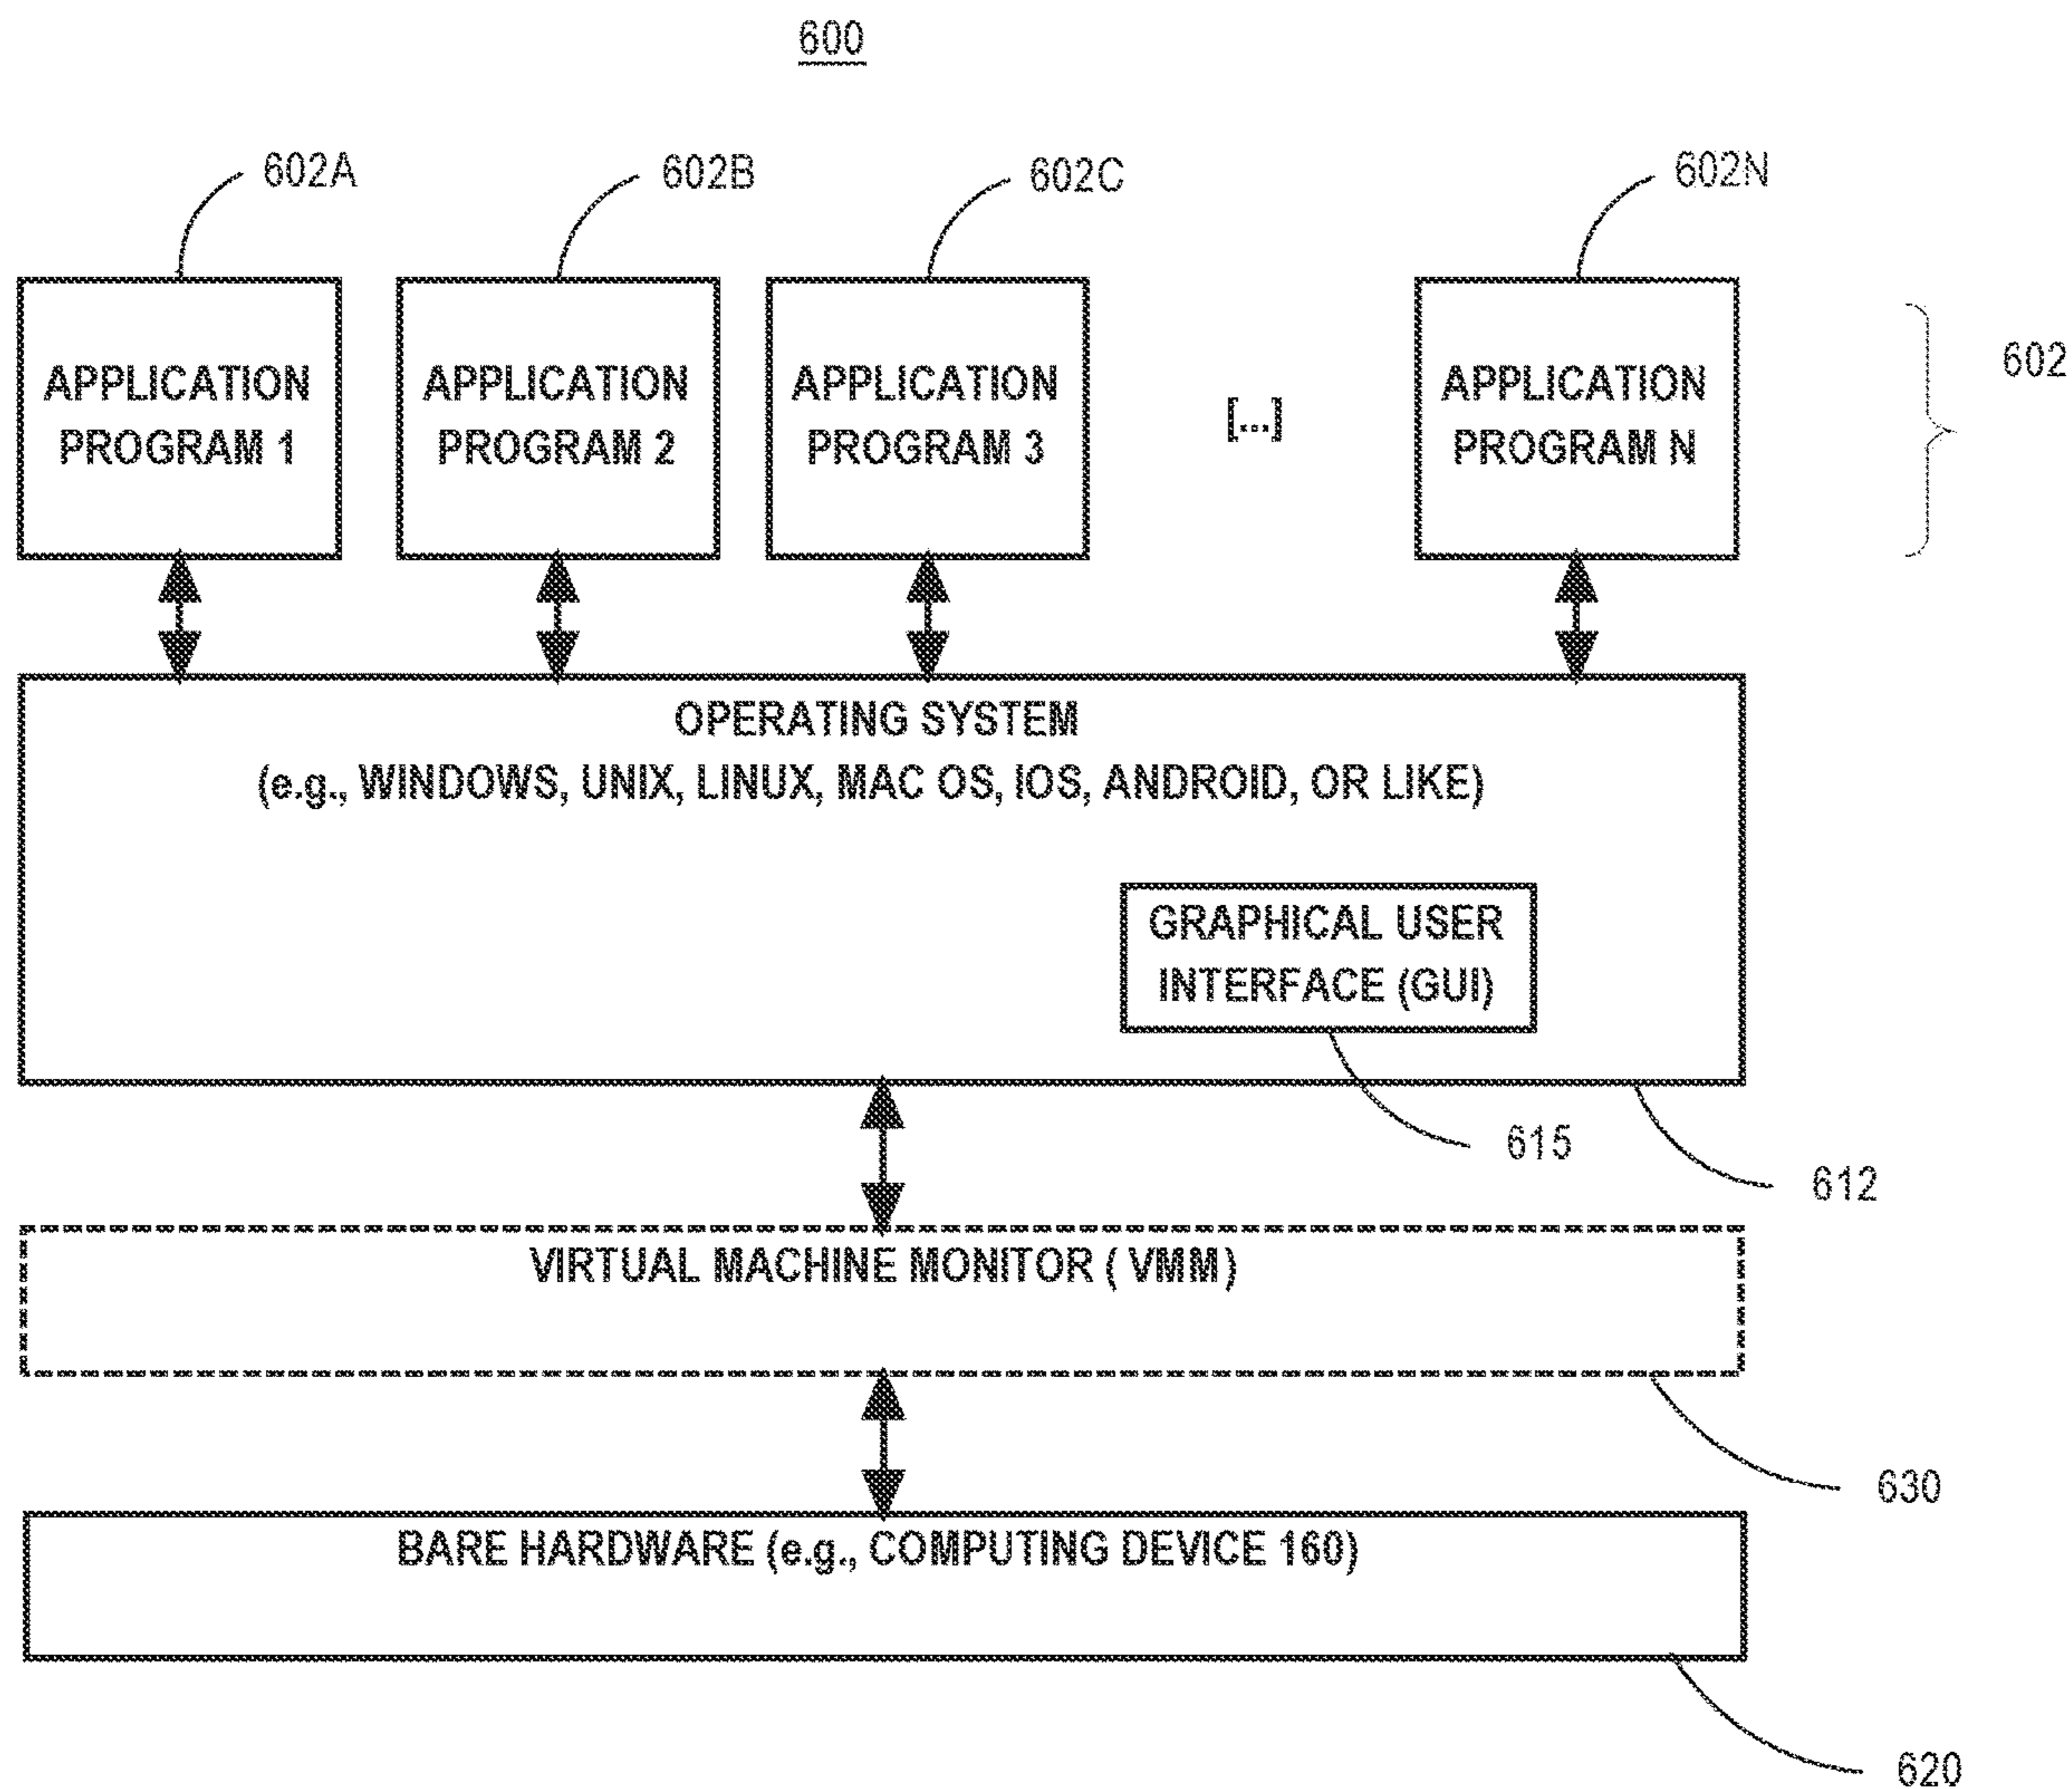 600
602A
602B
602C
602N
APPLICATION
PROGRAM 1
APPLICATION
PROGRAM 2
APPLICATION
PROGRAM 3
[...]
APPLICATION
PROGRAM N
602
OPERATING SYSTEM
(e.g., WINDOWS, UNIX, LINUX, MAC OS, IOS, ANDROID, OR LIKE)
GRAPHICAL USER
INTERFACE (GUI)
615
612
VIRTUAL MACHINE MONITOR ( VMM)
630
BARE HARDWARE (e.g., COMPUTING DEVICE 160)
620